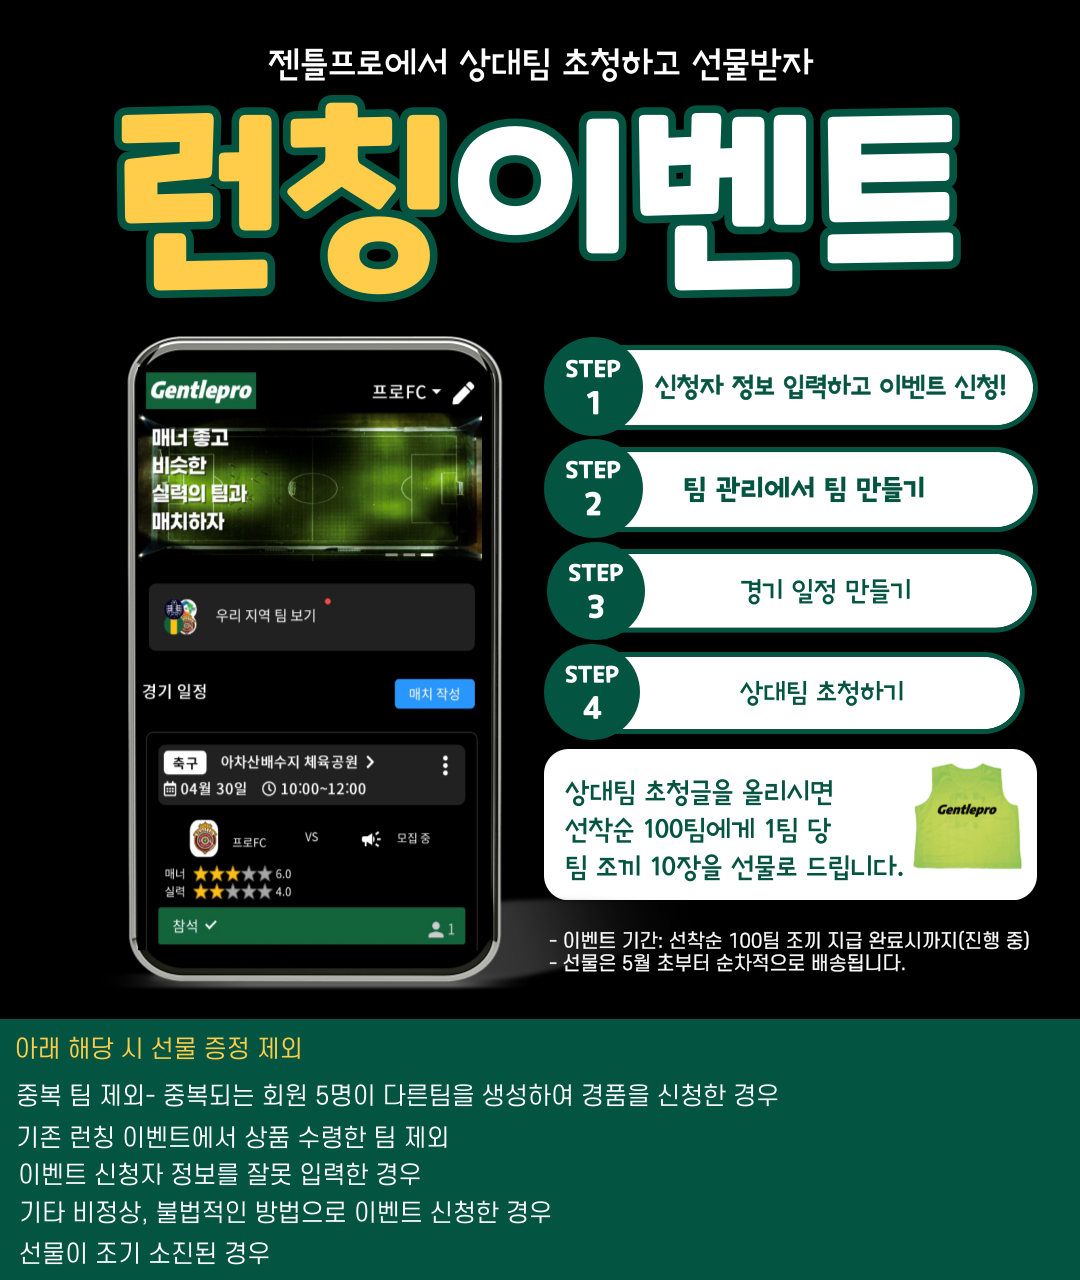 젠틀프로에서 상대팀 초청하고 선물받자
런칭이벤트
Gentlepro
프로FC
매너 좋고
비슷한
실력의 팀과
매치하자
우리 지역 팀 보기
경기 일정
매치 작성
축구 아차산배수지 체육공원
04월 30일 10:00~12:00
프로FC VS 모집 중
매너 6.0
실력 4.0
참석 1
STEP 1 신청자 정보 입력하고 이벤트 신청!
STEP 2 팀 관리에서 팀 만들기
STEP 3 경기 일정 만들기
STEP 4 상대팀 초청하기
상대팀 초청글을 올리시면
선착순 100팀에게 1팀 당
팀 조끼 10장을 선물로 드립니다.
Gentlepro
- 이벤트 기간: 선착순 100팀 조끼 지급 완료시까지(진행 중)
- 선물은 5월 초부터 순차적으로 배송됩니다.
아래 해당 시 선물 증정 제외
중복 팀 제외- 중복되는 회원 5명이 다른팀을 생성하여 경품을 신청한 경우
기존 런칭 이벤트에서 상품 수령한 팀 제외
이벤트 신청자 정보를 잘못 입력한 경우
기타 비정상, 불법적인 방법으로 이벤트 신청한 경우
선물이 조기 소진된 경우